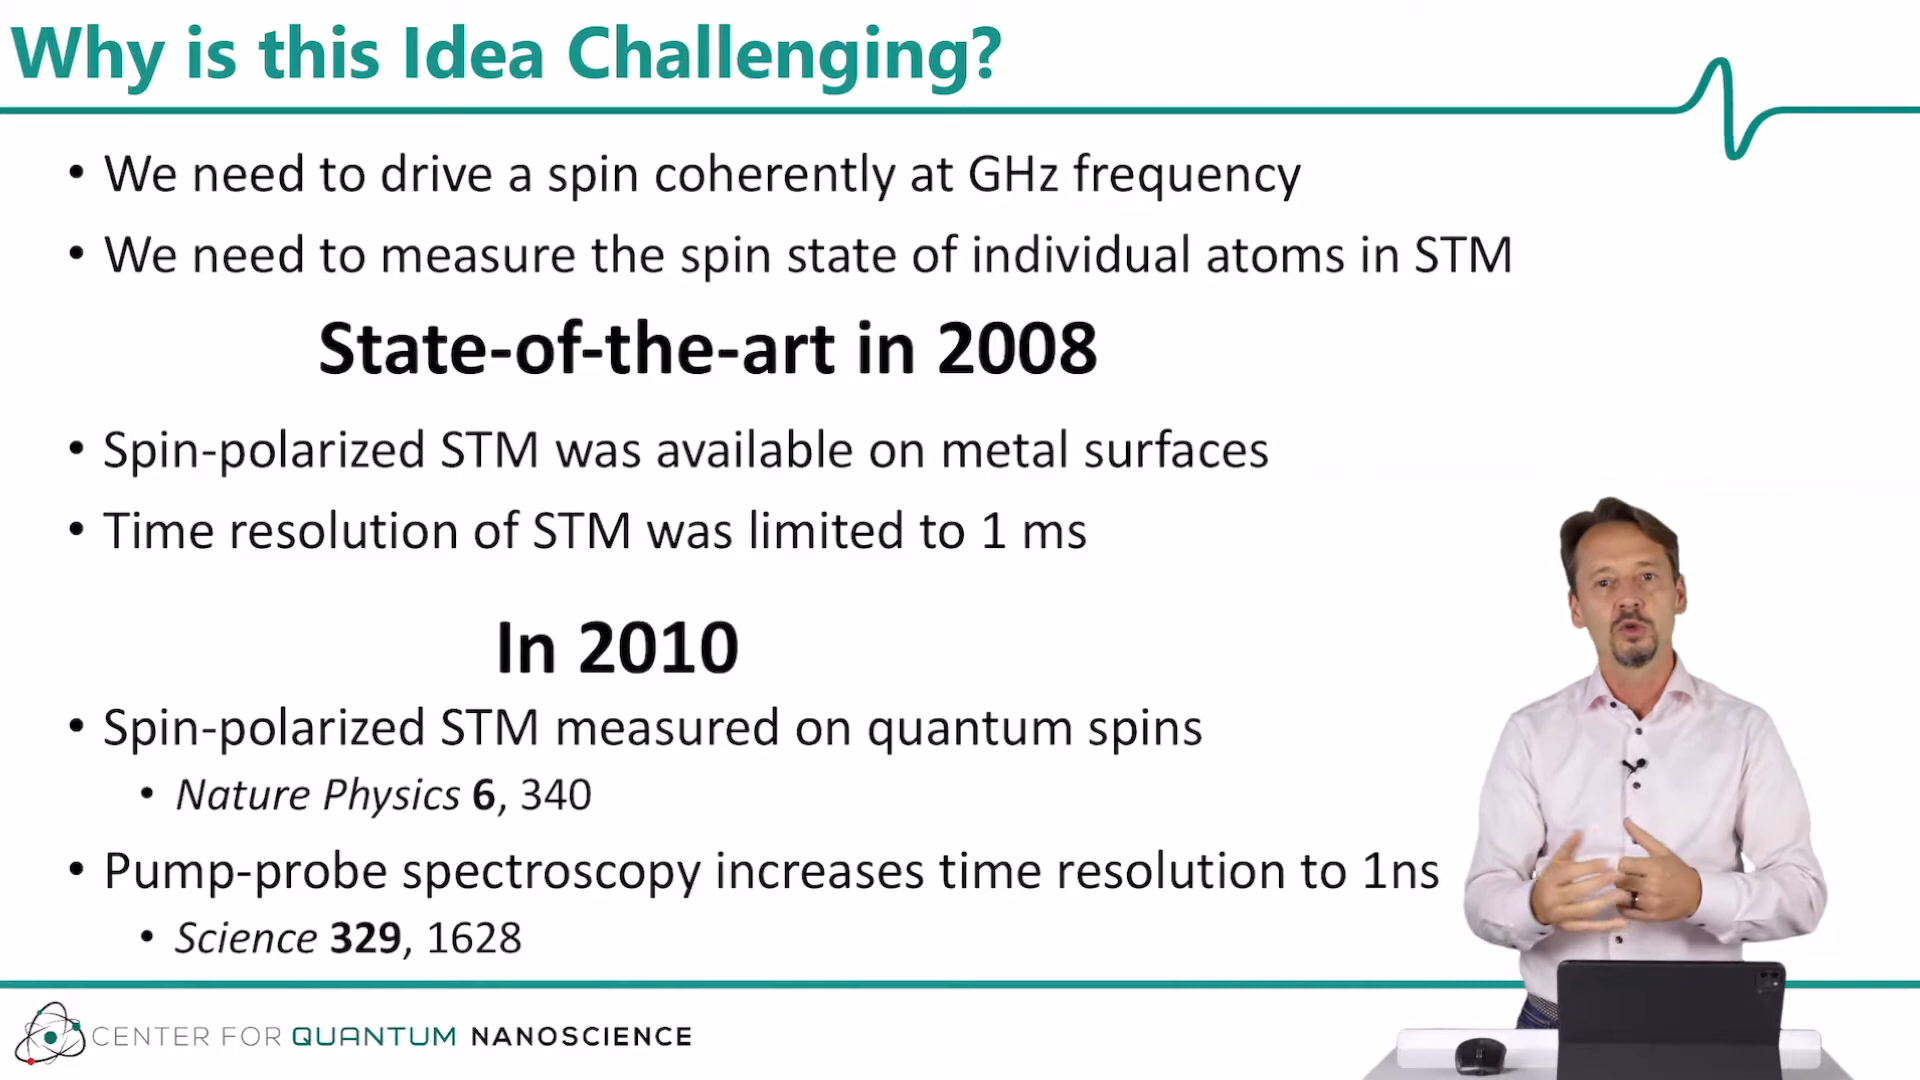 Why is this Idea Challenging?
• We need to drive a spin coherently at GHz frequency
• We need to measure the spin state of individual atoms in STM
State-of-the-art in 2008
• Spin-polarized STM was available on metal surfaces
• Time resolution of STM was limited to 1 ms
In 2010
• Spin-polarized STM measured on quantum spins
• Nature Physics 6, 340
• Pump-probe spectroscopy increases time resolution to 1ns
• Science 329, 1628
CENTER FOR QUANTUM NANOSCIENCE